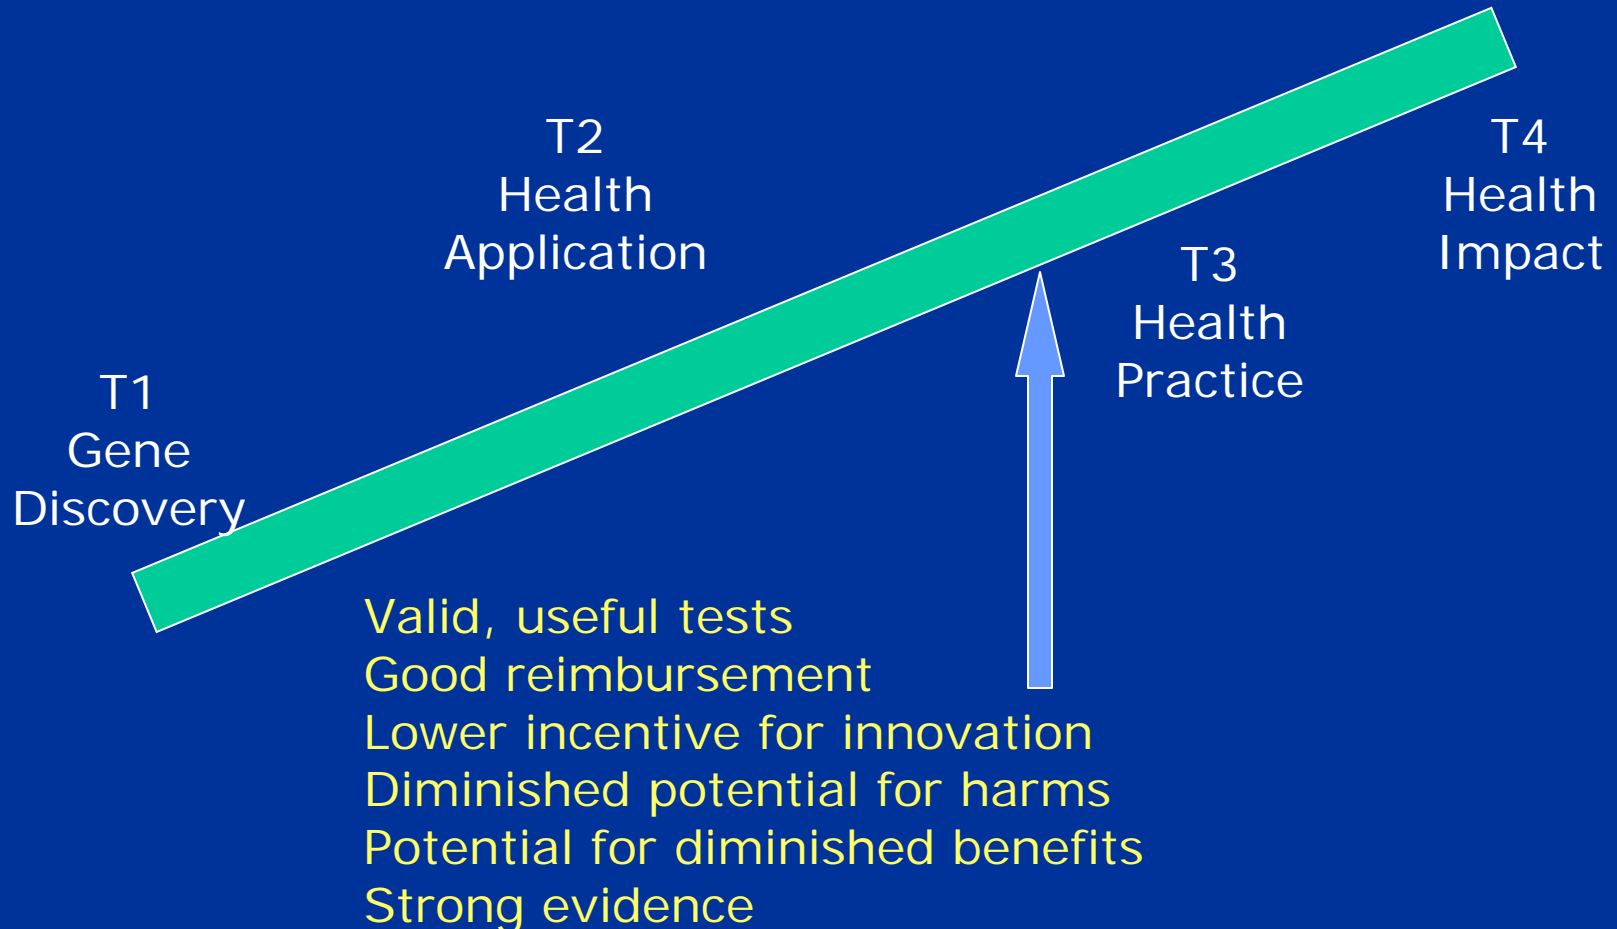 T1
Gene
Discovery
T2
Health
Application
T3
Health
Practice
T4
Health
Impact
Valid, useful tests
Good reimbursement
Lower incentive for innovation
Diminished potential for harms
Potential for diminished benefits
Strong evidence